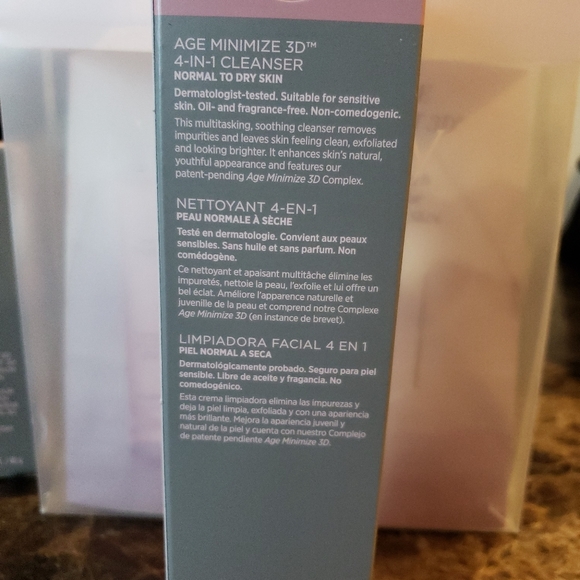 AGE MINIMIZE 3D™
4-IN-1 CLEANSER
NORMAL TO DRY SKIN
Dermatologist-tested. Suitable for sensitive
skin. Oil- and fragrance-free. Non-comedogenic.
This multitasking, soothing cleanser removes
impurities and leaves skin feeling clean, exfoliated
and looking brighter. It enhances skin's natural,
youthful appearance and features our
patent-pending Age Minimize 3D Complex.
NETTOYANT 4-EN-1
PEAU NORMALE À SÈCHE
Testé en dermatologie. Convient aux peaux
sensibles. Sans huile et sans parfum. Non
comédogène.
Ce nettoyant et apaisant multitâche élimine les
impuretés, nettoie la peau, l'exfolie et lui offre un
bel éclat. Améliore l'apparence naturelle et
juvenile de la peau et comprend notre Complexe
Age Minimize 3D (en instance de brevet).
LIMPIADORA FACIAL 4 EN 1
PIEL NORMAL A SECA
Dermatológicamente probado. Seguro para piel
sensible. Libre de aceite y fragancia. No
comedogénico.
Esta crema limpiadora elimina las impurezas y
deja la piel limpia, exfoliada y con una apariencia
más brillante. Mejora la apariencia juvenil y
natural de la piel y cuenta con nuestro Complejo
de patente pendiente Age Minimize 3D.